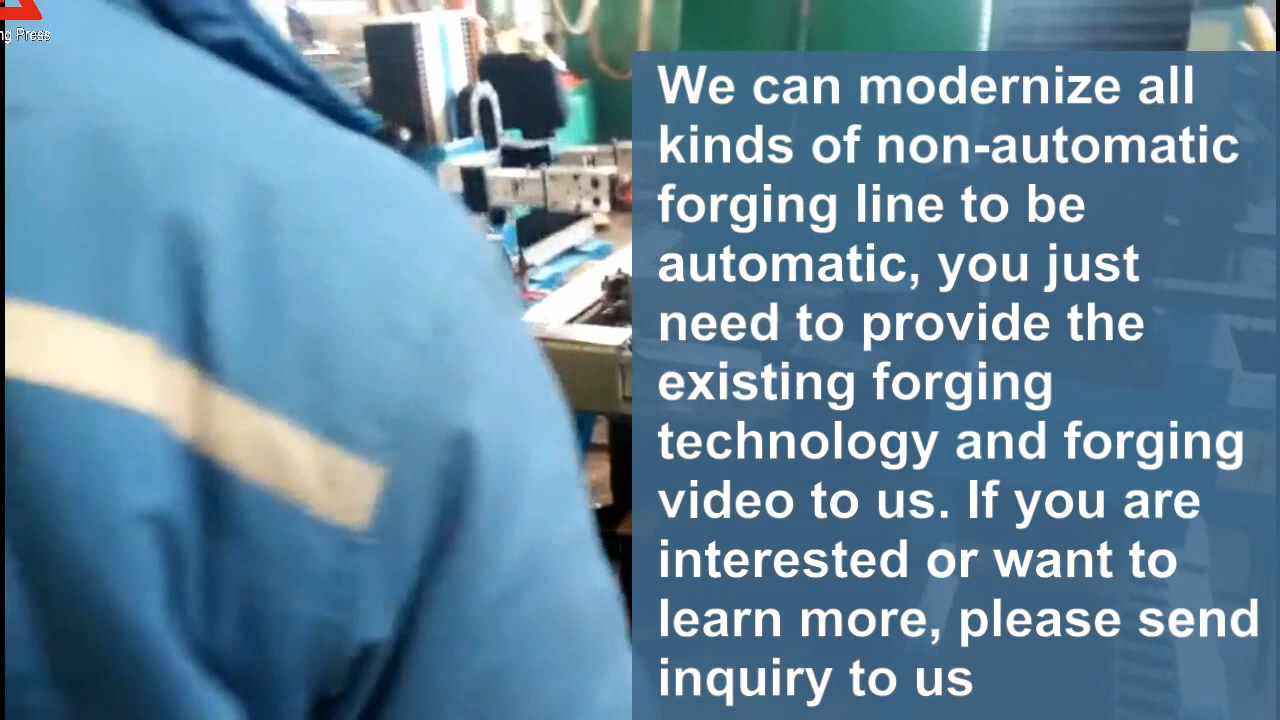 ng Press
We can modernize all
kinds of non-automatic
forging line to be
automatic, you just
need to provide the
existing forging
technology and forging
video to us. If you are
interested or want to
learn more, please send
inquiry to us